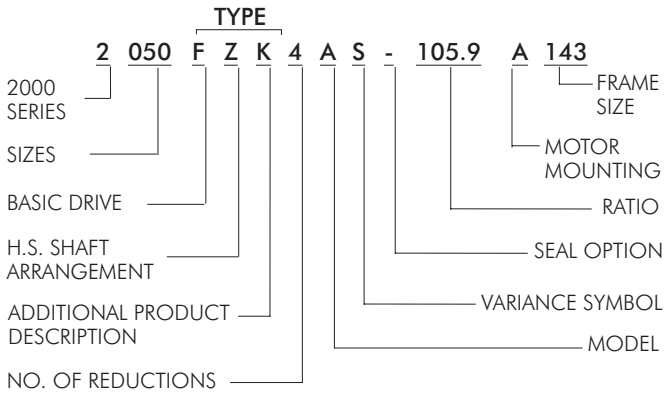 TYPE
2 050 F Z K 4 A S - 105.9 A 143
2000
SERIES
FRAME
SIZE
SIZES
MOTOR
MOUNTING
BASIC DRIVE
RATIO
H.S. SHAFT
ARRANGEMENT
SEAL OPTION
ADDITIONAL PRODUCT
DESCRIPTION
VARIANCE SYMBOL
MODEL
NO. OF REDUCTIONS